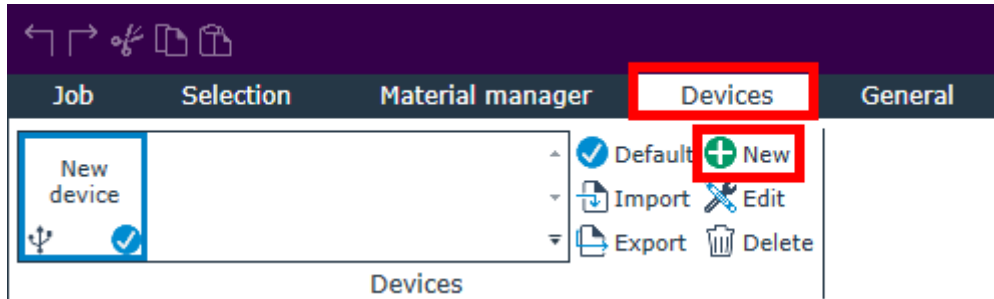 Job Selection Material manager Devices General
New
device
Default New
Import Edit
Export Delete
Devices